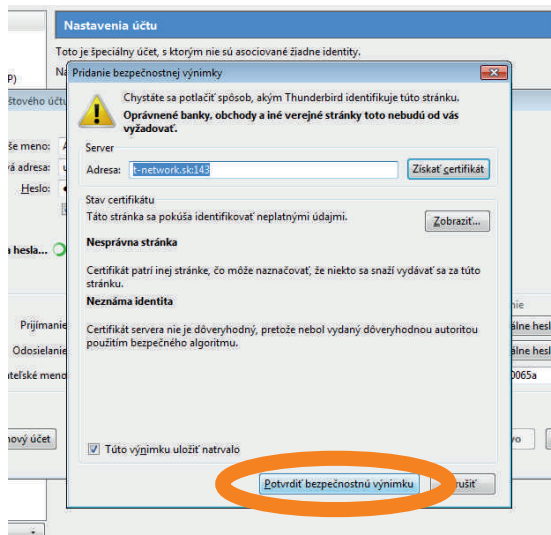 Nastavenia účtu
Toto je špeciálny účet, s ktorým nie sú asociované žiadne identity.
Pridanie bezpečnostnej výnimky
Chystáte sa potlačiť spôsob, akým Thunderbird identifikuje túto stránku.
Oprávnené banky, obchody a iné verejné stránky toto nebudú od vás
vyžadovať.
Server
Adresa: t-network.sk:143 Získať certifikát
Stav certifikátu
Táto stránka sa pokúša identifikovať neplatnými údajmi. Zobraziť...
Nesprávna stránka
Certifikát patrí inej stránke, čo môže naznačovať, že niekto sa snaží vydávať sa za túto
stránku.
Neznáma identita
Certifikát servera nie je dôveryhodný, pretože nebol vydaný dôveryhodnou autoritou
použitím bezpečného algoritmu.
Túto výnimku uložiť natrvalo
Potvrdiť bezpečnostnú výnimku
P)
meno:
adresa:
Heslo:
hesla...
Prijímanie
Odosielanie
0065a
účet